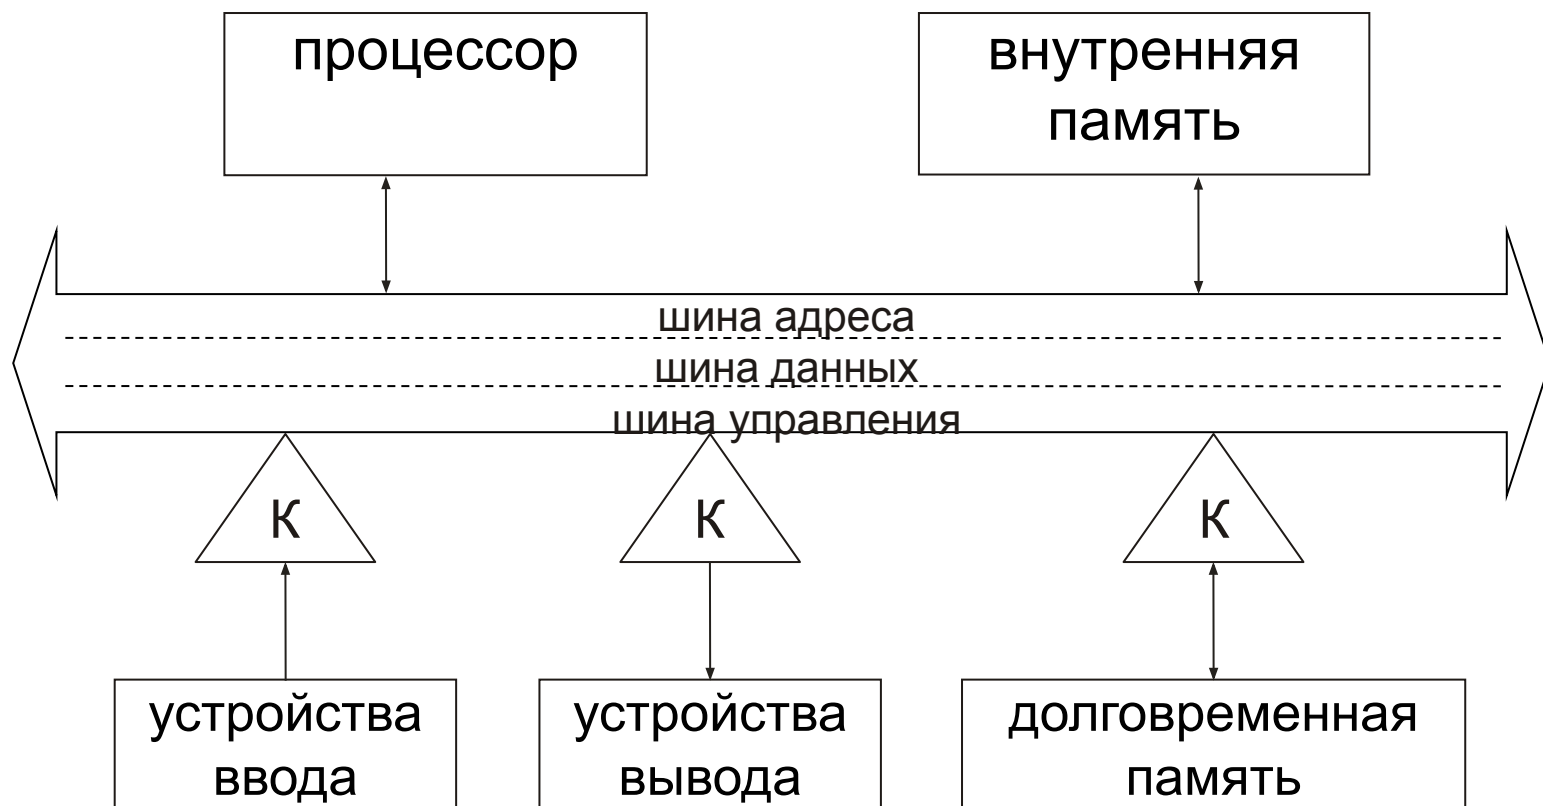 процессор
внутренняя
память
шина адреса
шина данных
шина управления
К
К
К
устройства
ввода
устройства
вывода
долговременная
память